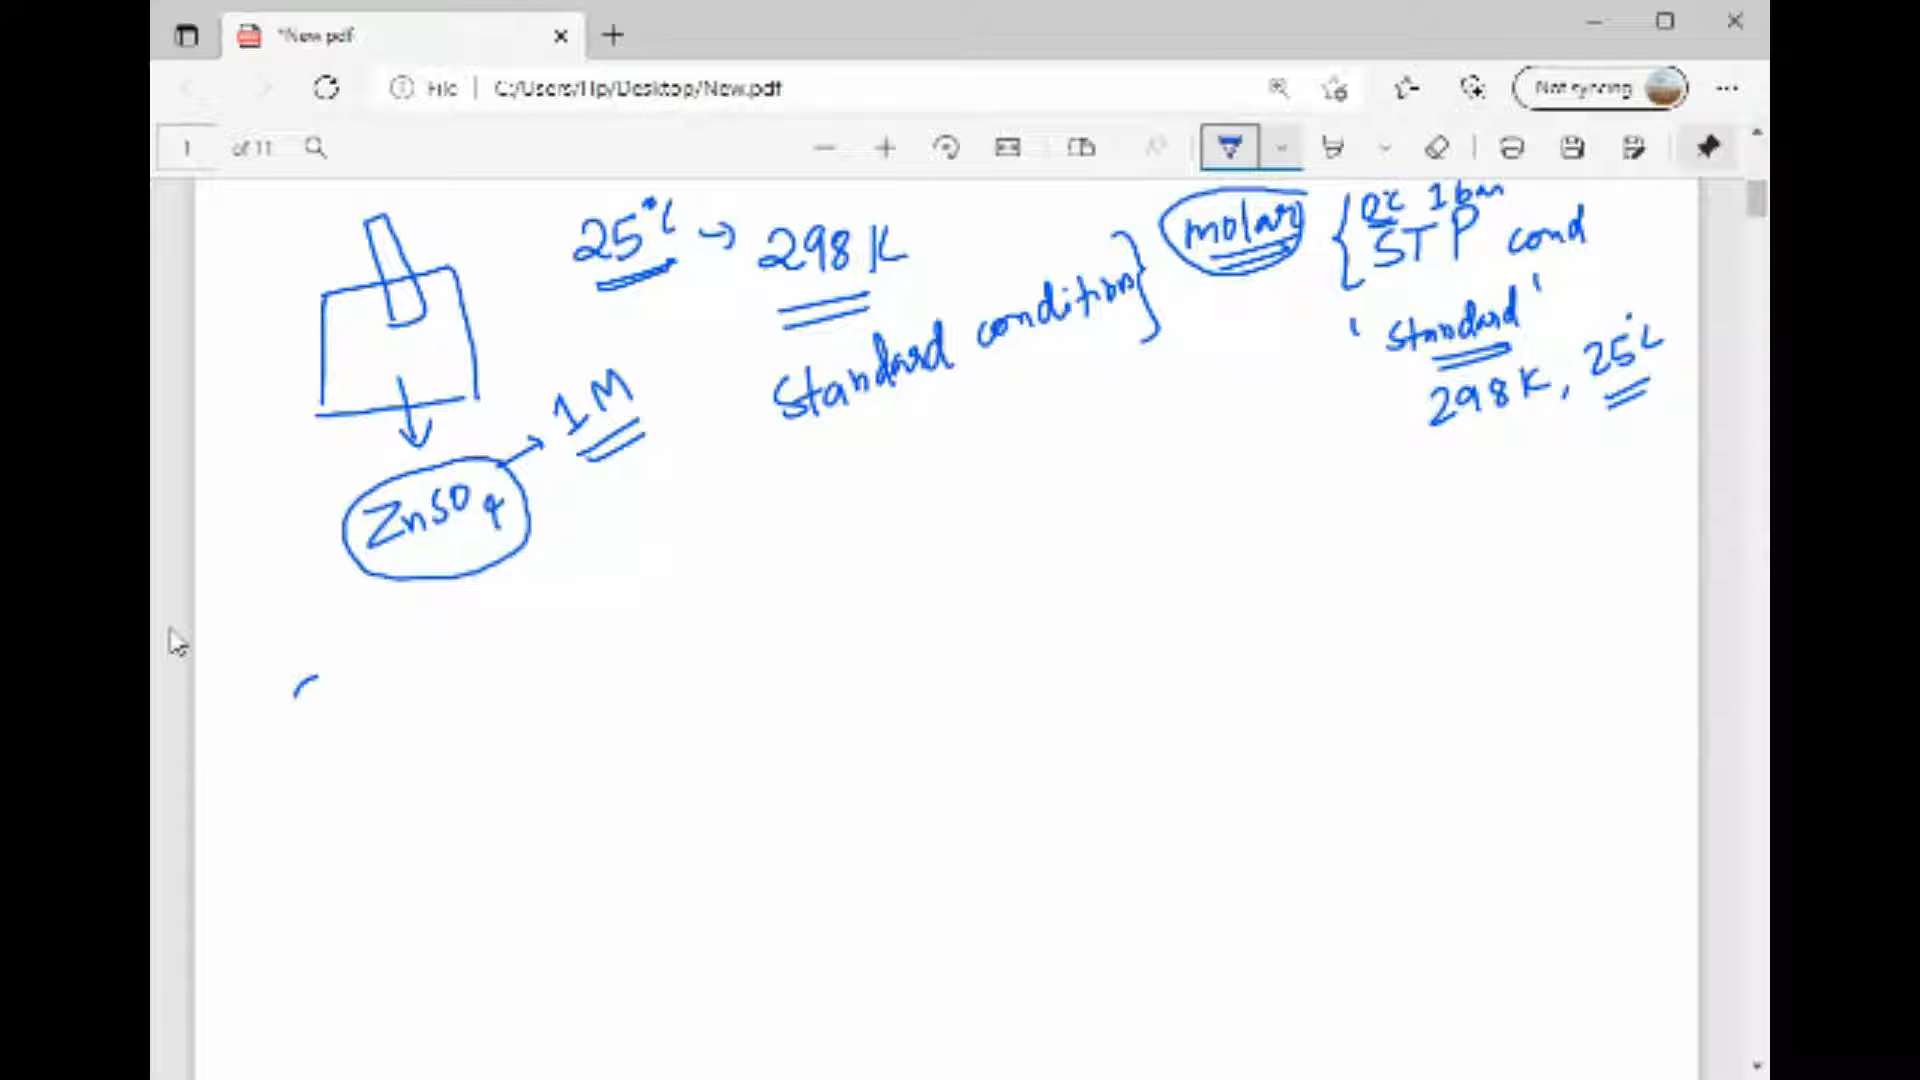 *New pdf
File | C:/Users/Hp/Desktop/New.pdf
Not syncing
1 of 11
25°C → 298 K
Standard condition}
molar
0°C 1 bar
{STP cond
'Standard'
298 K, 25°C
1 M
ZnSO4